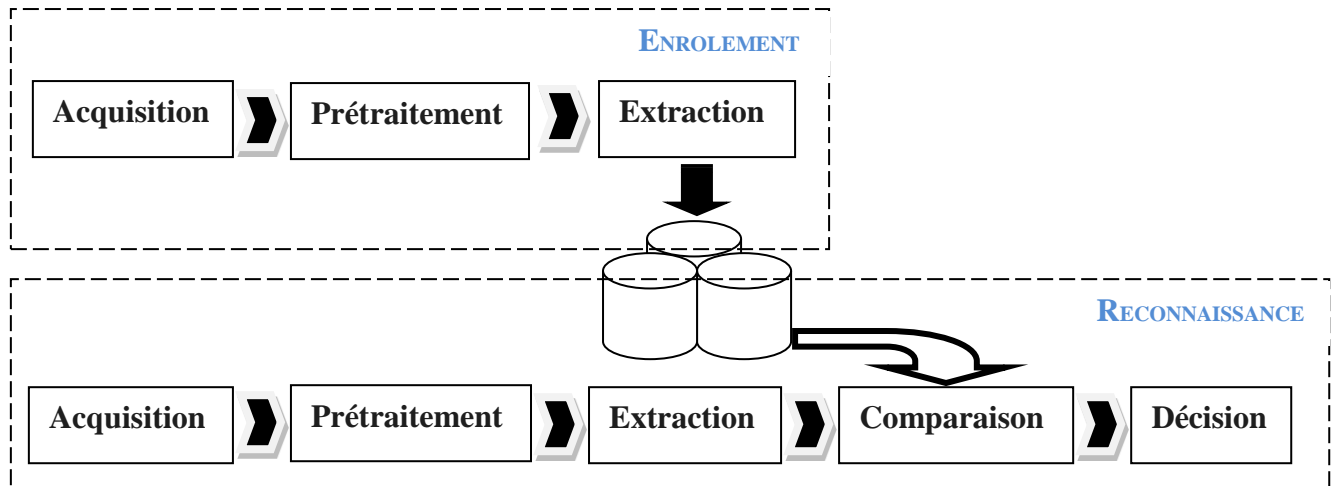 ENROLEMENT
Acquisition
Prétraitement
Extraction
RECONNAISSANCE
Acquisition
Prétraitement
Extraction
Comparaison
Décision